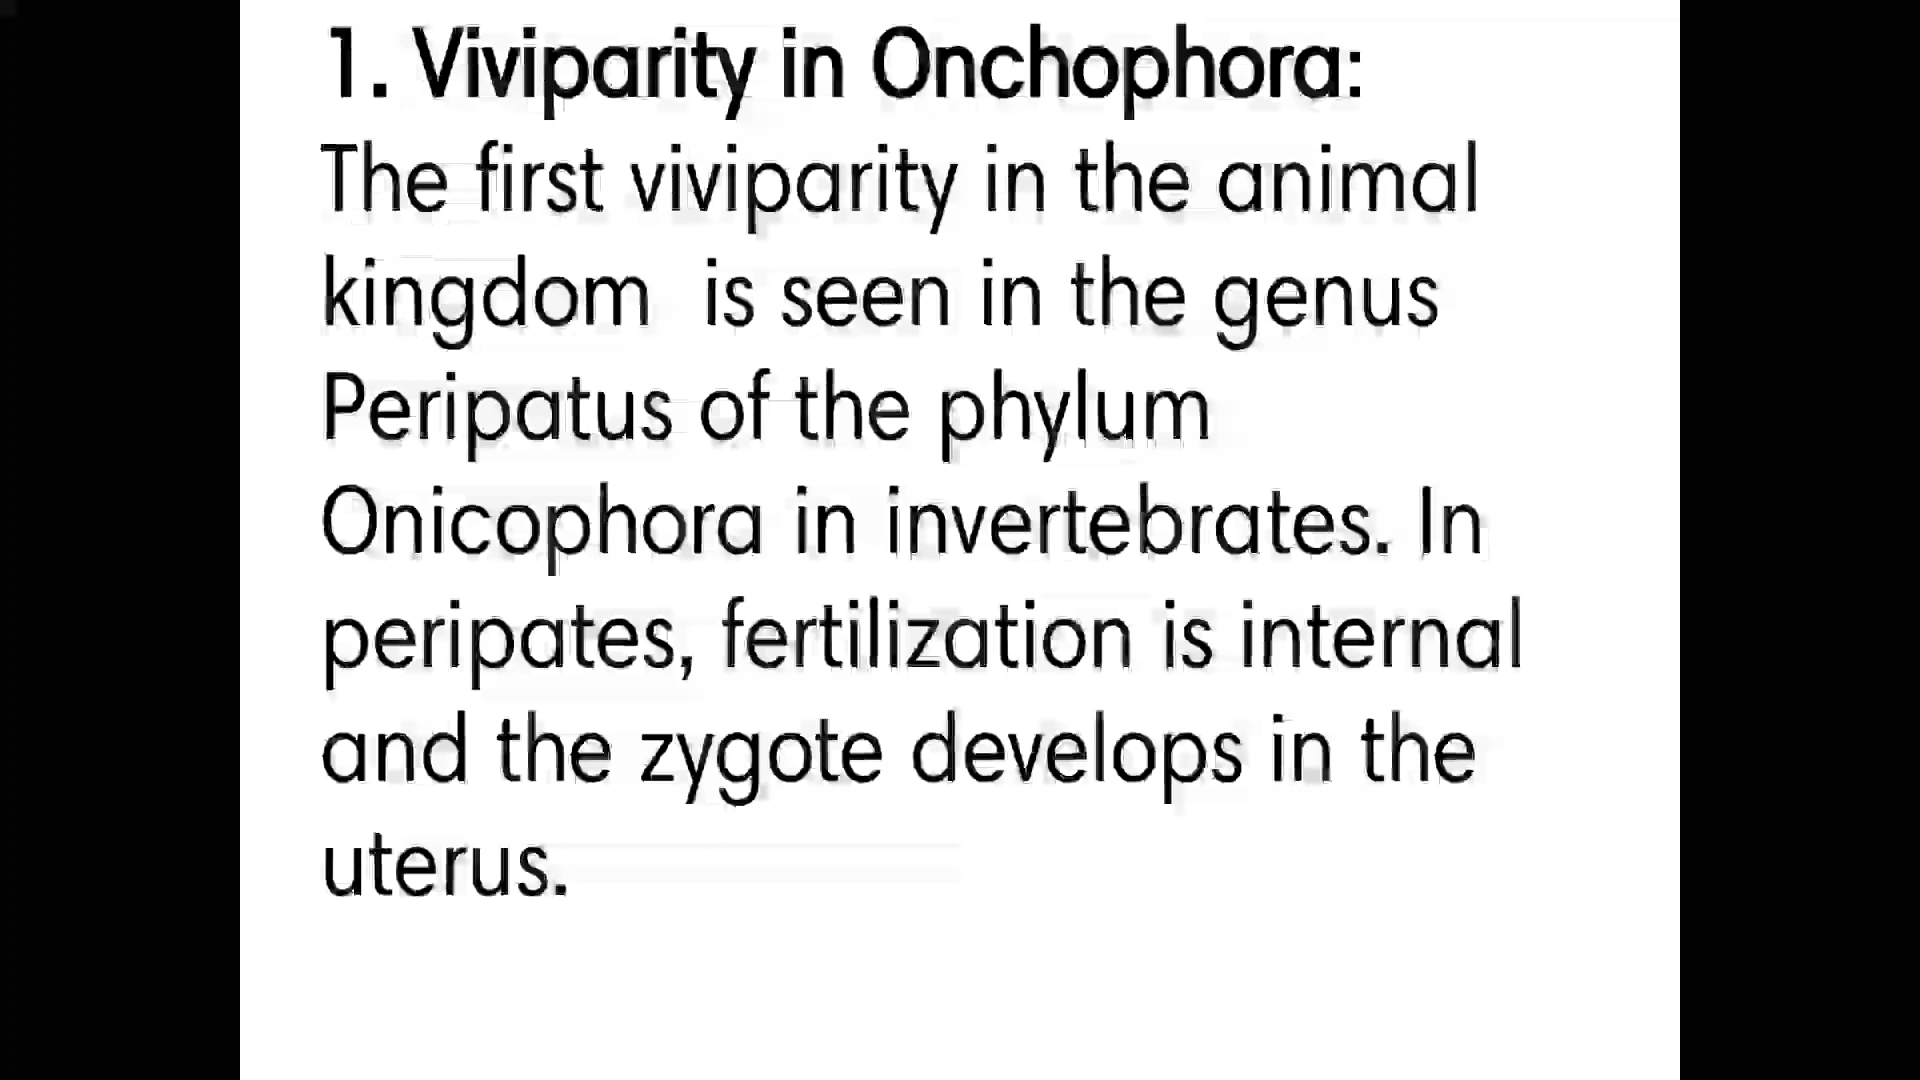 1. Viviparity in Onchophora:
The first viviparity in the animal
kingdom is seen in the genus
Peripatus of the phylum
Onicophora in invertebrates. In
peripates, fertilization is internal
and the zygote develops in the
uterus.